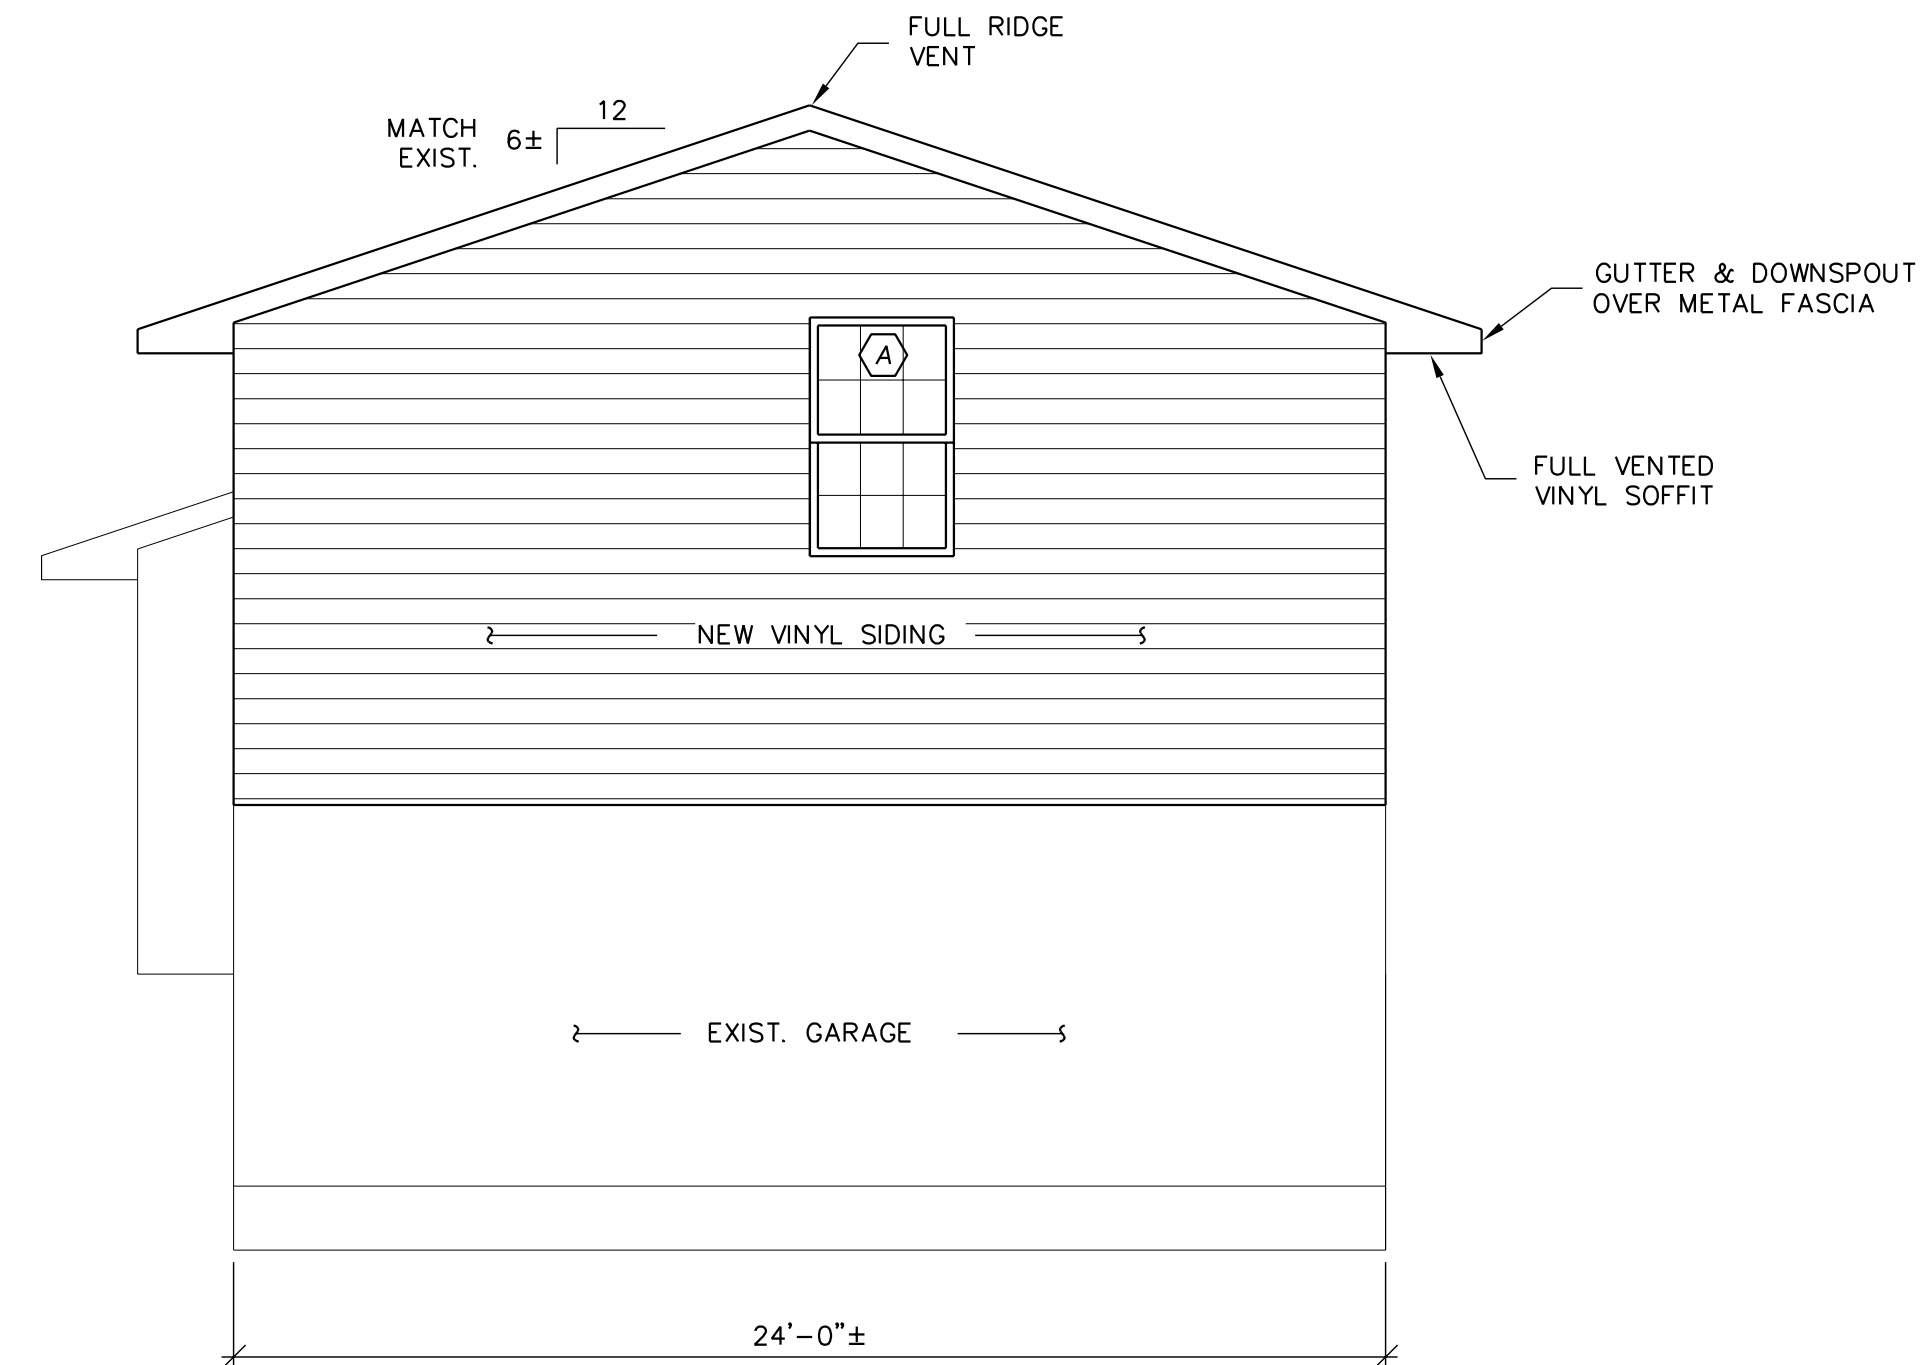 FULL RIDGE
VENT
12
6±
MATCH
EXIST.
GUTTER & DOWNSPOUT
OVER METAL FASCIA
A
FULL VENTED
VINYL SOFFIT
NEW VINYL SIDING
EXIST. GARAGE
24'-0"±